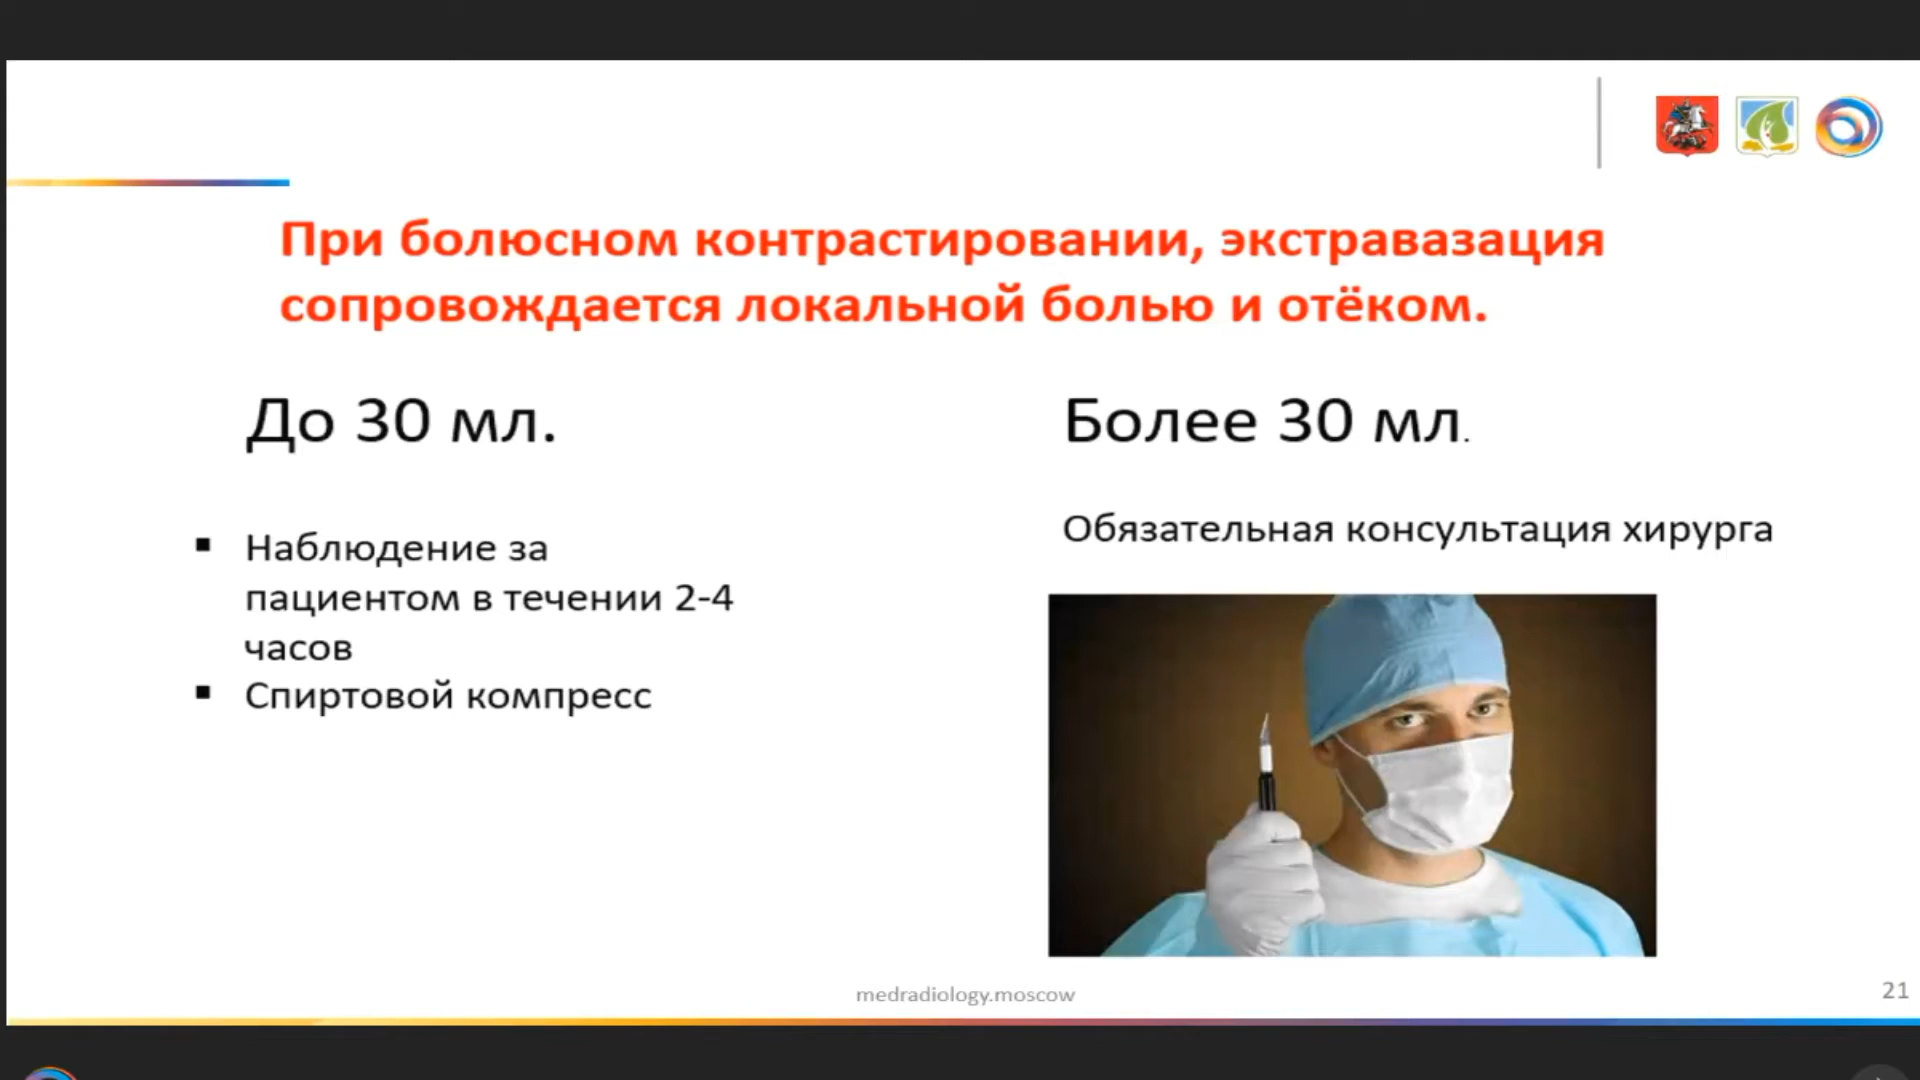 При болюсном контрастировании, экстравазация
сопровождается локальной болью и отёком.
До 30 мл.
▪ Наблюдение за
пациентом в течении 2-4
часов
▪ Спиртовой компресс
Более 30 мл.
Обязательная консультация хирурга
medradiology.moscow
21